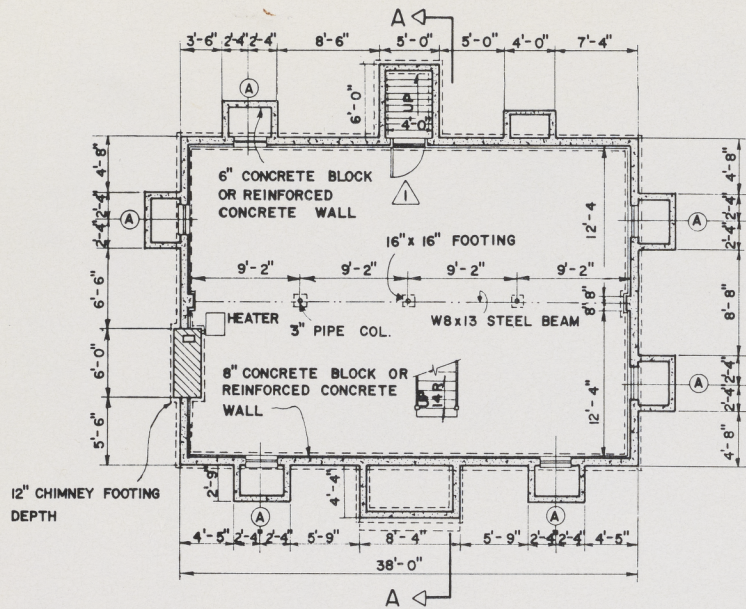 A
3'-6" 2'-4" 2'-4" 8'-6" 5'-0" 5'-0" 4'-0" 7'-4"
A
6'-0"
UP
4'-0"
4'-8"
4'-8"
6" CONCRETE BLOCK
OR REINFORCED
CONCRETE WALL
1
12'-4
2'-4" 2'-4"
A
A
2'-4" 2'-4"
16" x 16" FOOTING
9'-2" 9'-2" 9'-2" 9'-2"
6'-6"
8" 8"
8'-8"
HEATER
3" PIPE COL.
W8x13 STEEL BEAM
6'-0"
8" CONCRETE BLOCK OR
REINFORCED CONCRETE
WALL
UP
14 R
12'-4"
2'-4" 2'-4"
A
5'-6"
4'-8"
12" CHIMNEY FOOTING
DEPTH
2'-9"
4'-4"
A
A
4'-5" 2'-4" 2'-4" 5'-9" 8'-4" 5'-9" 2'-4 2'-4" 4'-5"
38'-0"
A